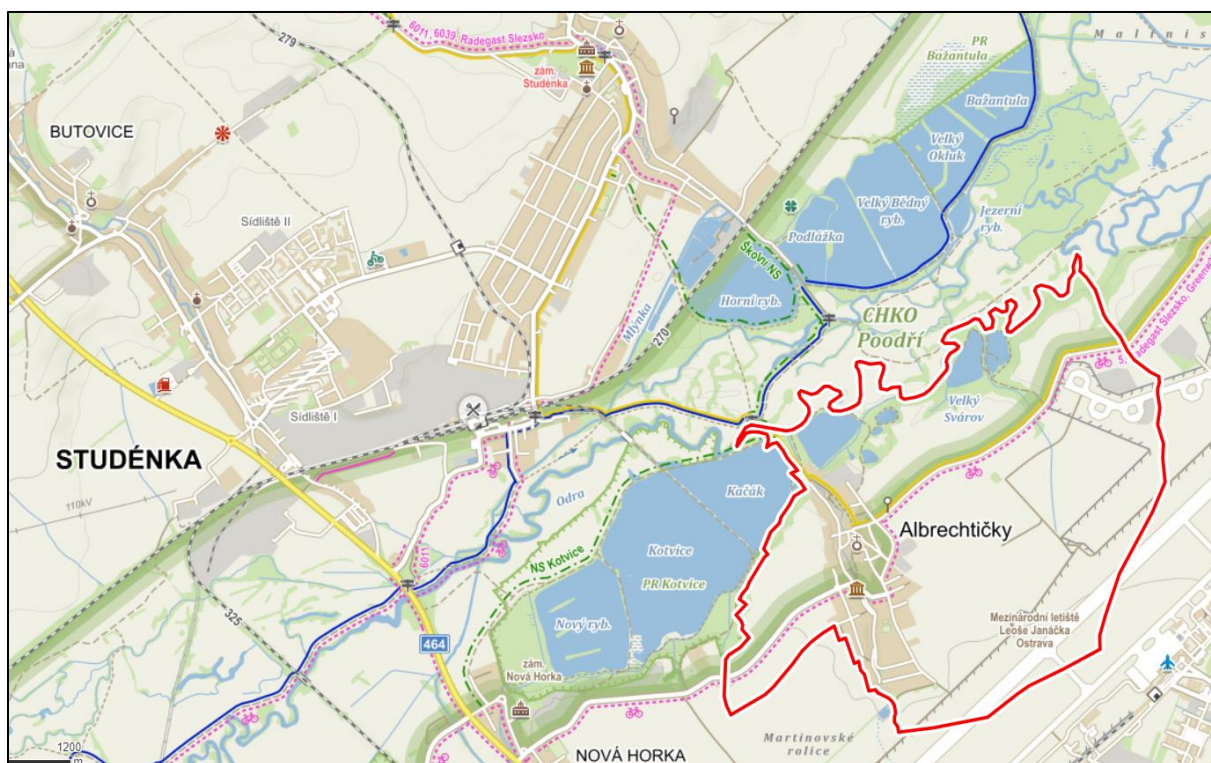 6011, 6039, Radegast Slezsko
279
zám.
Studénka
BUTOVICE
Sídliště II
PR
Bažantula
Bažantula
Velký
Okluk
Velký Bědný
ryb.
Podlážka
Jezerní
ryb.
Školní NS
Horní ryb.
Mlýnka
270
CHKO
Poodří
Velký
Svárov
Sídliště I
STUDÉNKA
110kV
Odra
Kačák
Albrechtičky
6011
NS Kotvice
Kotvice
PR Kotvice
Nový ryb.
325
464
zám.
Nová Horka
Mezinárodní letiště
Leoše Janáčka
Ostrava
Martinovské
rolice
NOVÁ HORKA
1200
m